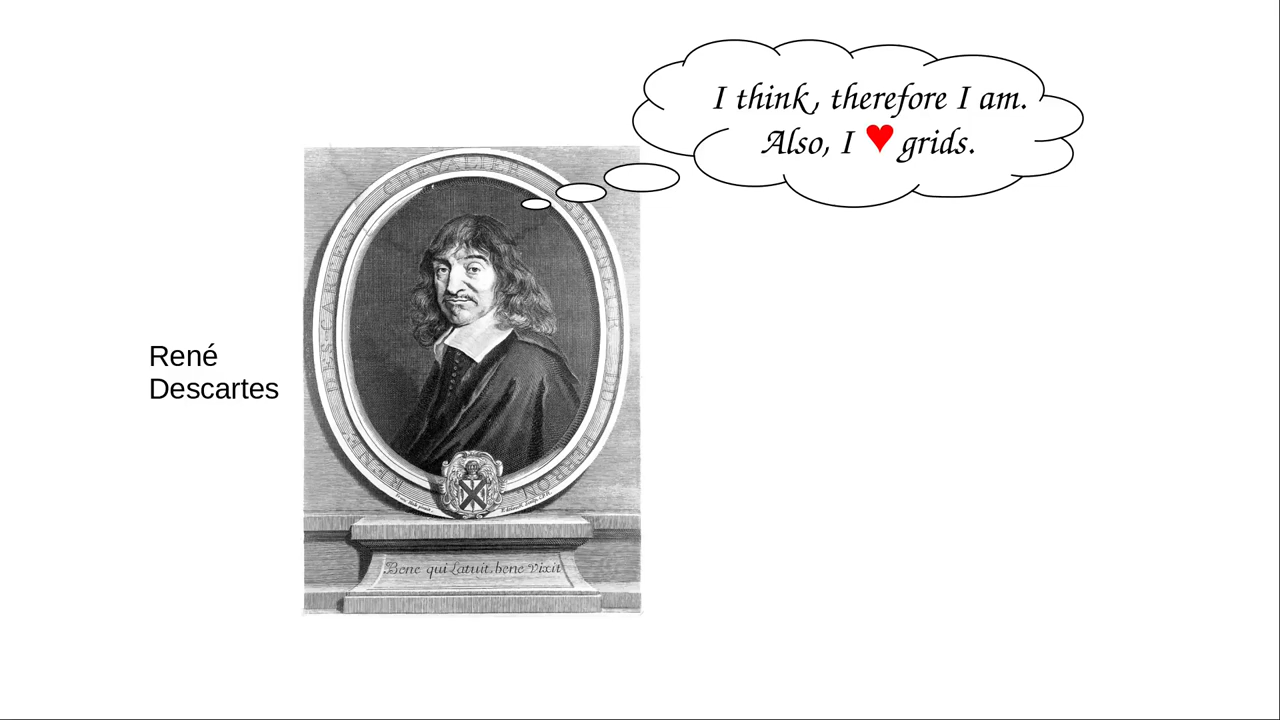 I think, therefore I am.
Also, I ♥ grids.
René
Descartes
Bene qui latuit, bene vixit